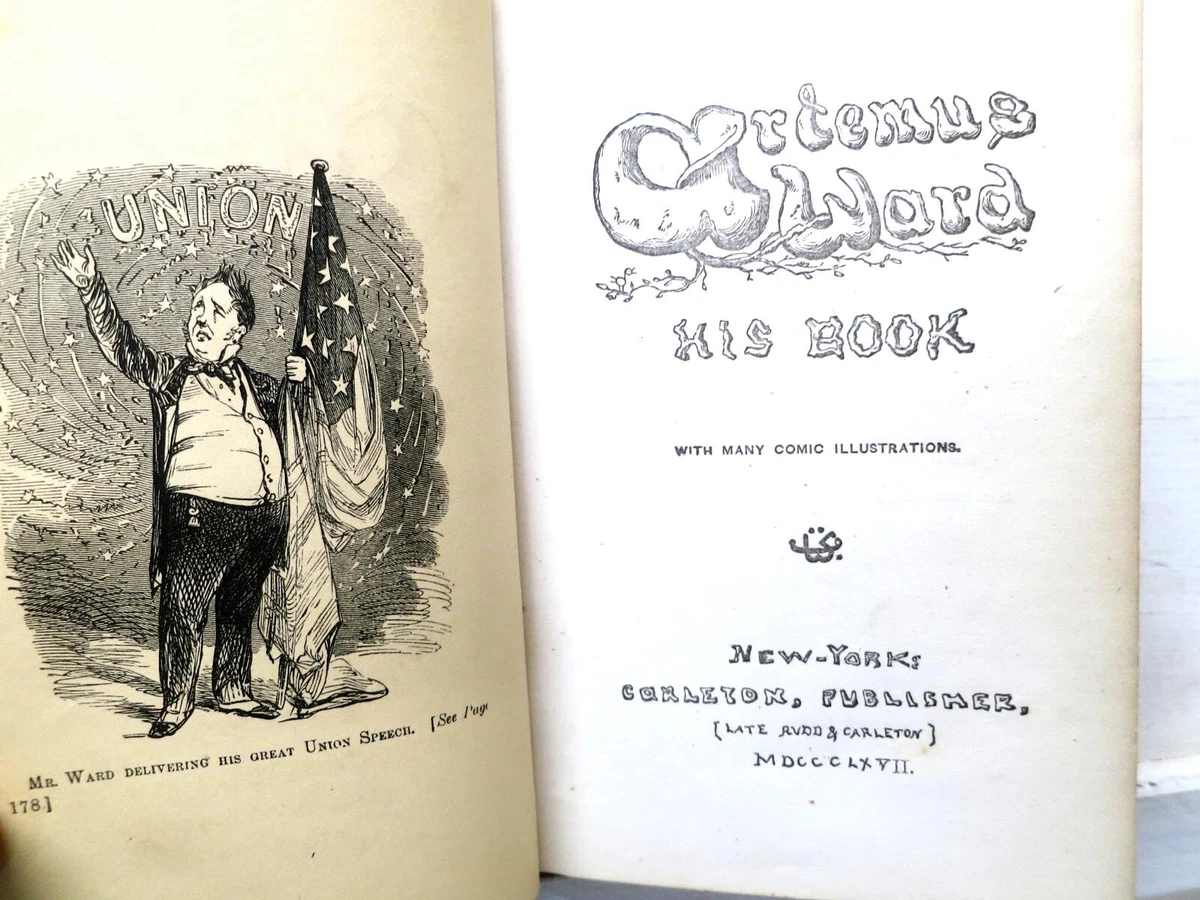 UNION
MR. WARD DELIVERING HIS GREAT UNION SPEECH. [See Page
178]
Artemus
Ward
HIS BOOK
WITH MANY COMIC ILLUSTRATIONS.
NEW-YORK:
CARLETON, PUBLISHER,
[LATE RUDD & CARLETON]
MDCCCLXVII.